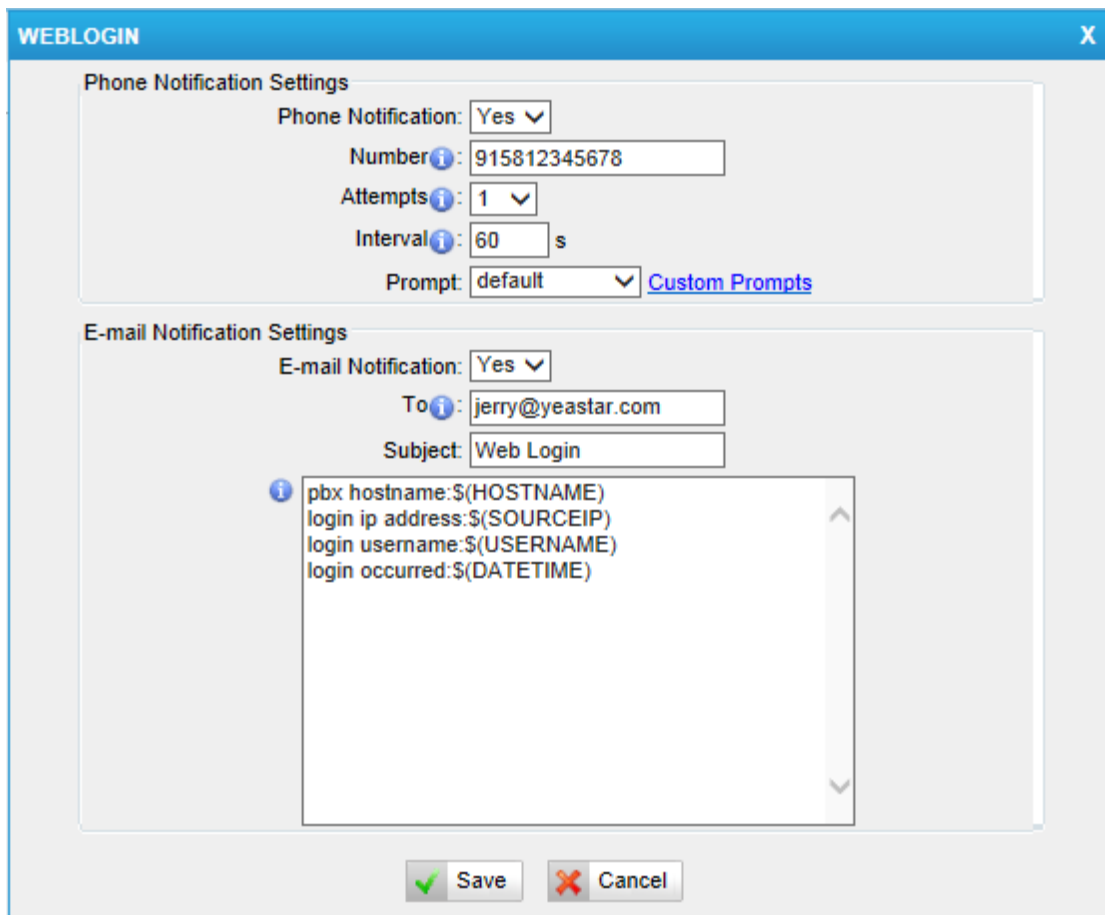 WEBLOGIN X
Phone Notification Settings
Phone Notification: Yes
Number i : 915812345678
Attempts i : 1
Interval i : 60 s
Prompt: default Custom Prompts
E-mail Notification Settings
E-mail Notification: Yes
To i : jerry@yeastar.com
Subject: Web Login
i pbx hostname:$(HOSTNAME)
login ip address:$(SOURCEIP)
login username:$(USERNAME)
login occurred:$(DATETIME)
Save Cancel